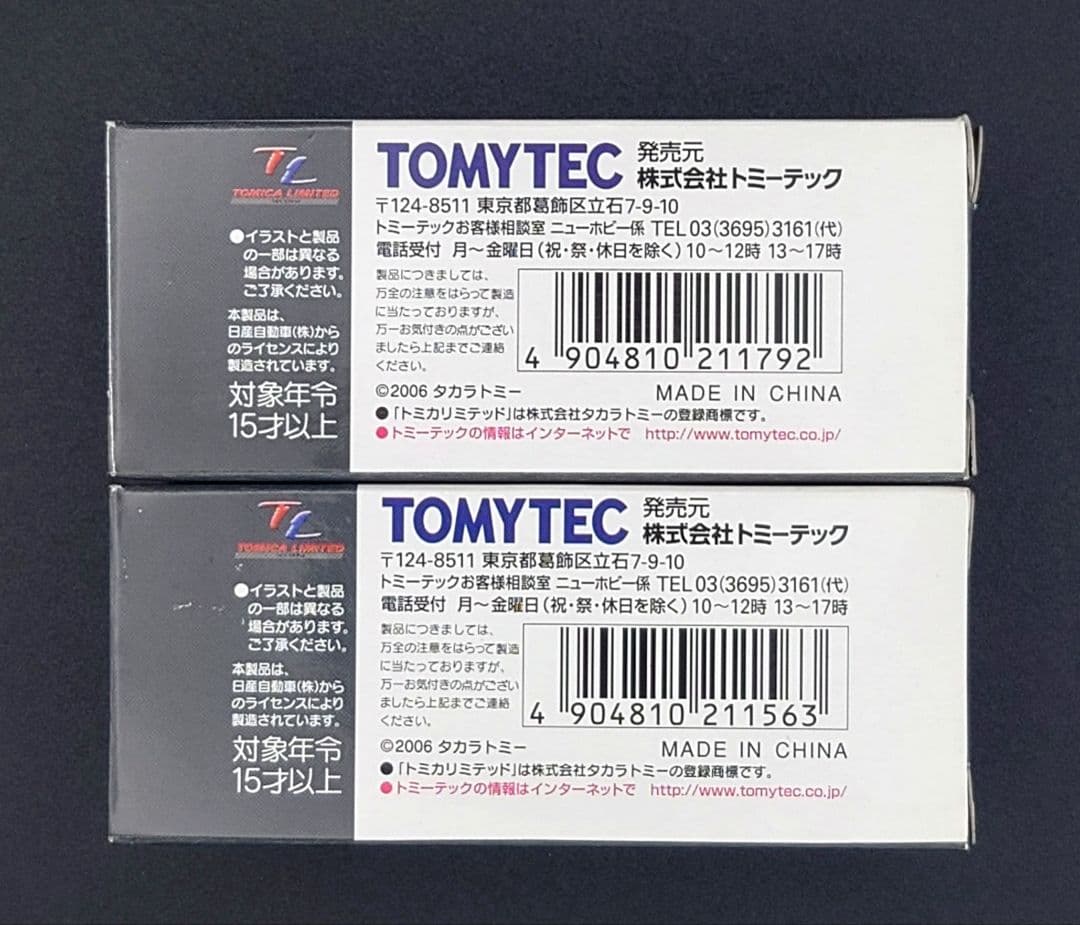 TL
TOMICA LIMITED
●イラストと製品
の一部は異なる
場合があります。
ご了承ください。
本製品は、
日産自動車(株)から
のライセンスにより
製造されています。
対象年令
15才以上
TOMYTEC
発売元
株式会社トミーテック
〒124-8511 東京都葛飾区立石7-9-10
トミーテックお客様相談室 ニューホビー係 TEL 03(3695)3161(代)
電話受付 月～金曜日(祝・祭・休日を除く)10～12時 13～17時
製品につきましては、
万全の注意をはらって製造
に当たっておりますが、
万一お気付きの点がござい
ましたら上記までご連絡
ください。
4 904810 211792
©2006 タカラトミー
MADE IN CHINA
●「トミカリミテッド」は株式会社タカラトミーの登録商標です。
●トミーテックの情報はインターネットで http://www.tomytec.co.jp/
TL
TOMICA LIMITED
●イラストと製品
の一部は異なる
場合があります。
ご了承ください。
本製品は、
日産自動車(株)から
のライセンスにより
製造されています。
対象年令
15才以上
TOMYTEC
発売元
株式会社トミーテック
〒124-8511 東京都葛飾区立石7-9-10
トミーテックお客様相談室 ニューホビー係 TEL 03(3695)3161(代)
電話受付 月～金曜日(祝・祭・休日を除く)10～12時 13～17時
製品につきましては、
万全の注意をはらって製造
に当たっておりますが、
万一お気付きの点がござい
ましたら上記までご連絡
ください。
4 904810 211563
©2006 タカラトミー
MADE IN CHINA
●「トミカリミテッド」は株式会社タカラトミーの登録商標です。
●トミーテックの情報はインターネットで http://www.tomytec.co.jp/